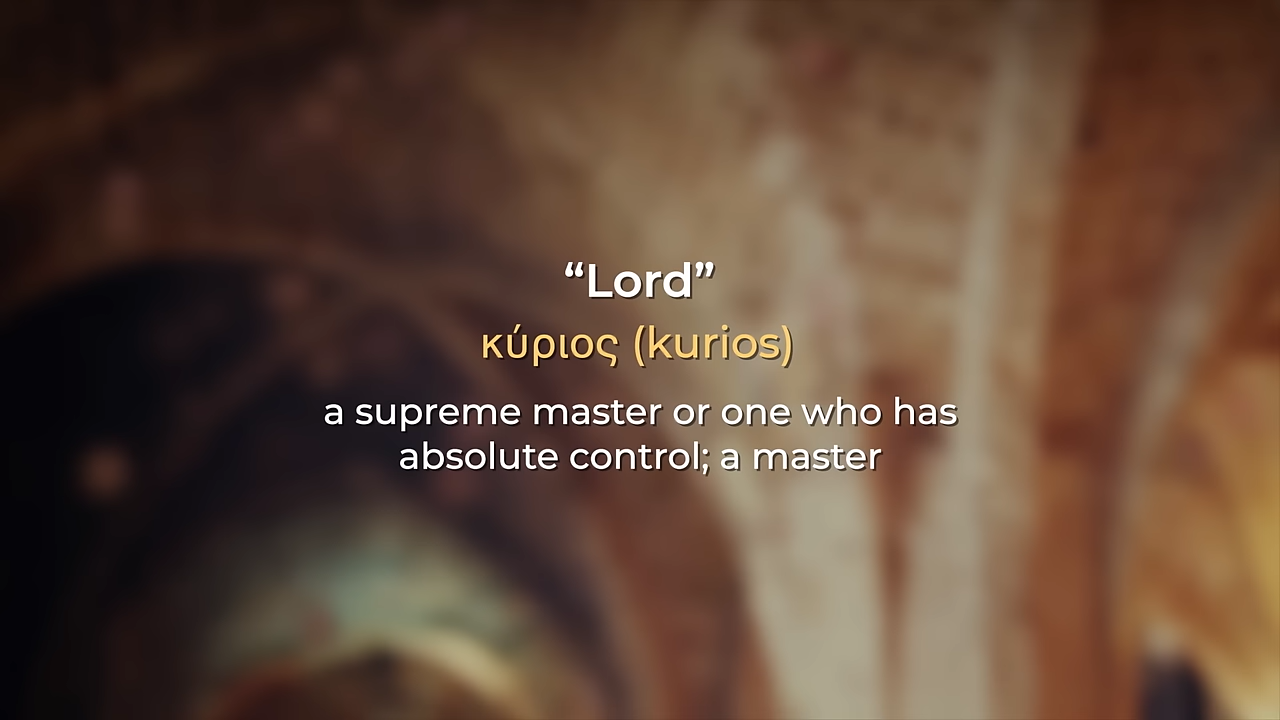 “Lord”
κύριος (kurios)
a supreme master or one who has
absolute control; a master